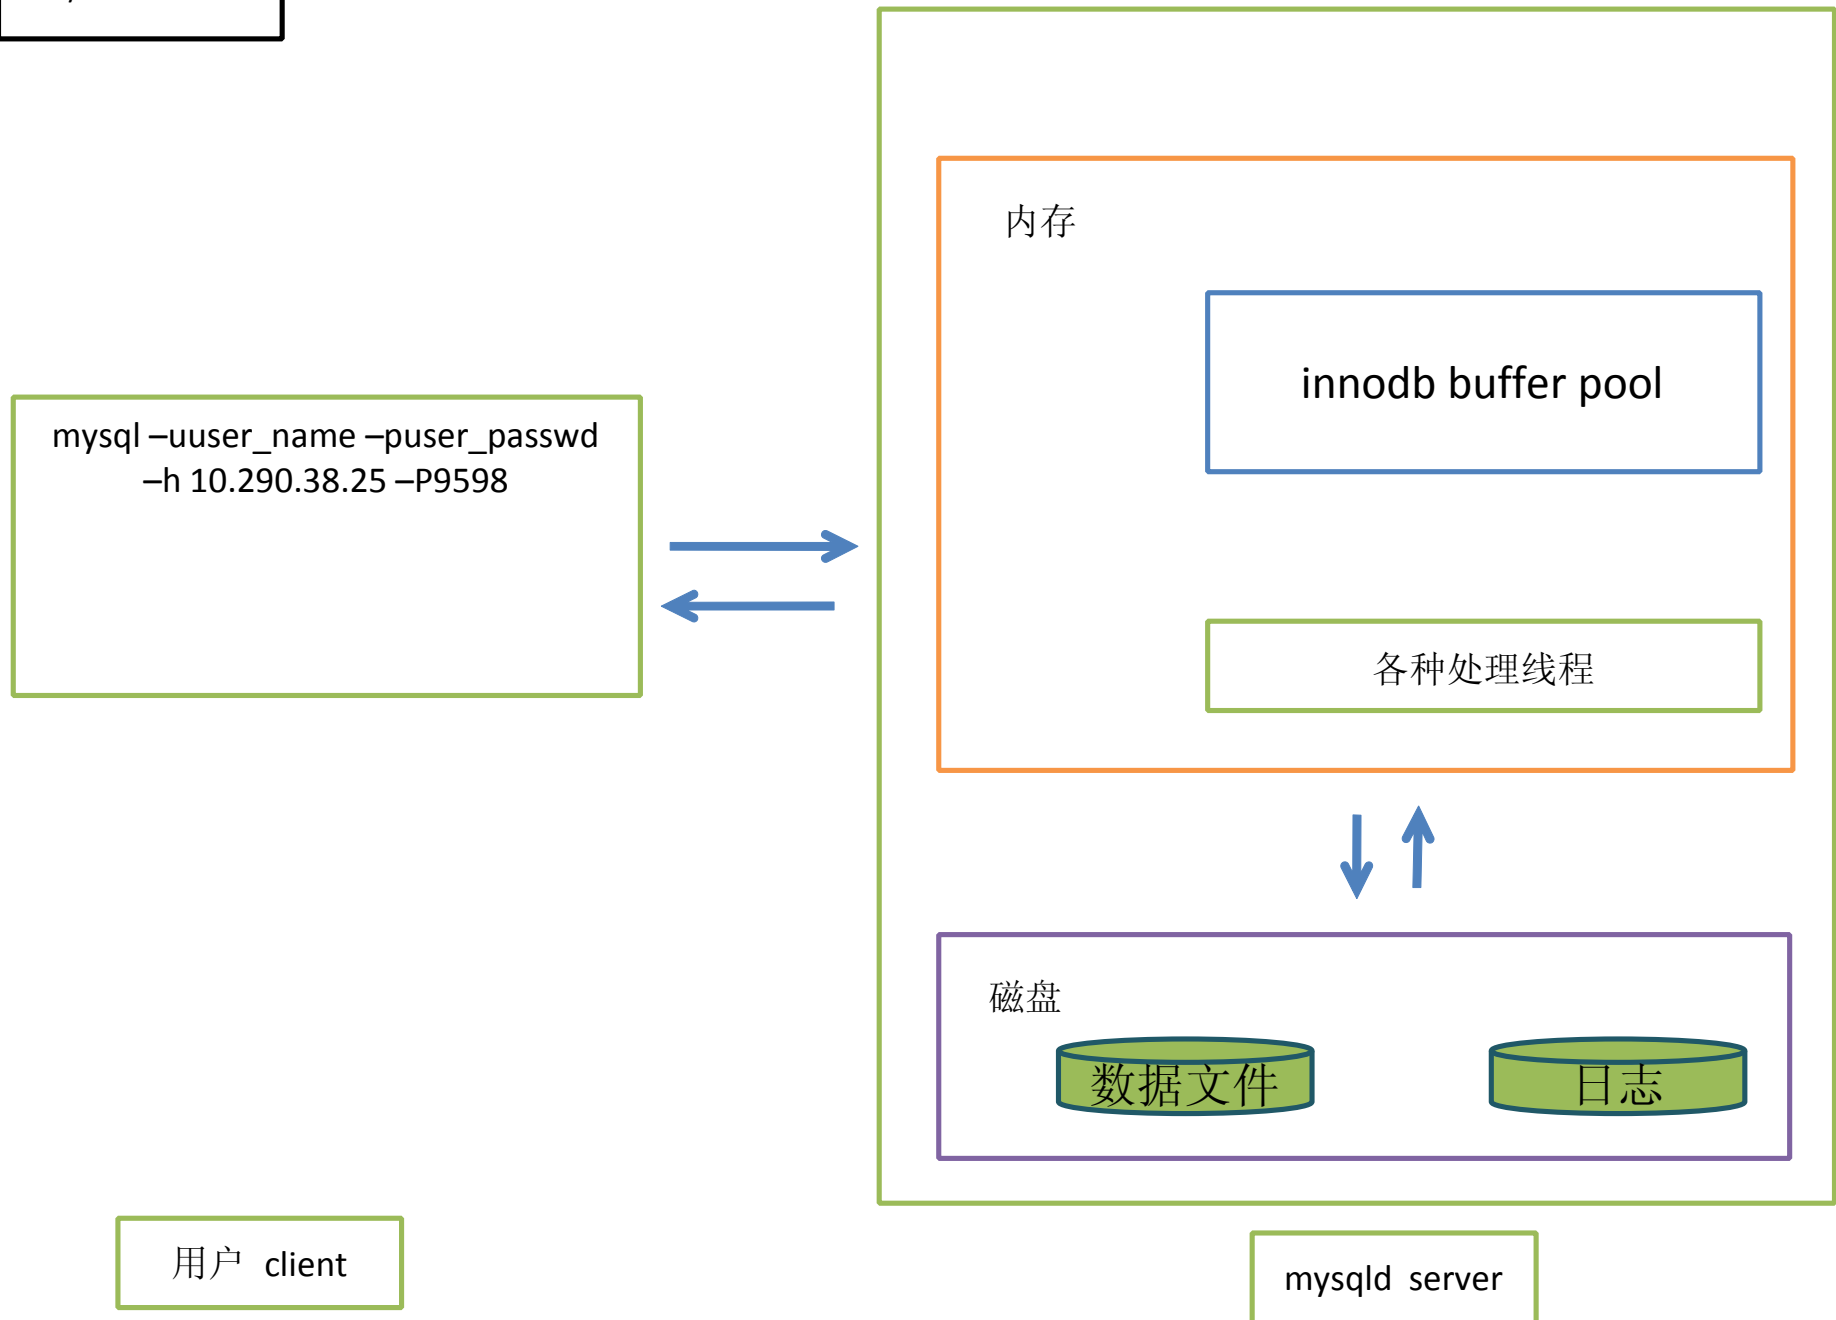 内存
innodb buffer pool
mysql –uuser_name –puser_passwd
–h 10.290.38.25 –P9598
各种处理线程
磁盘
数据文件
日志
用户 client
mysqld server